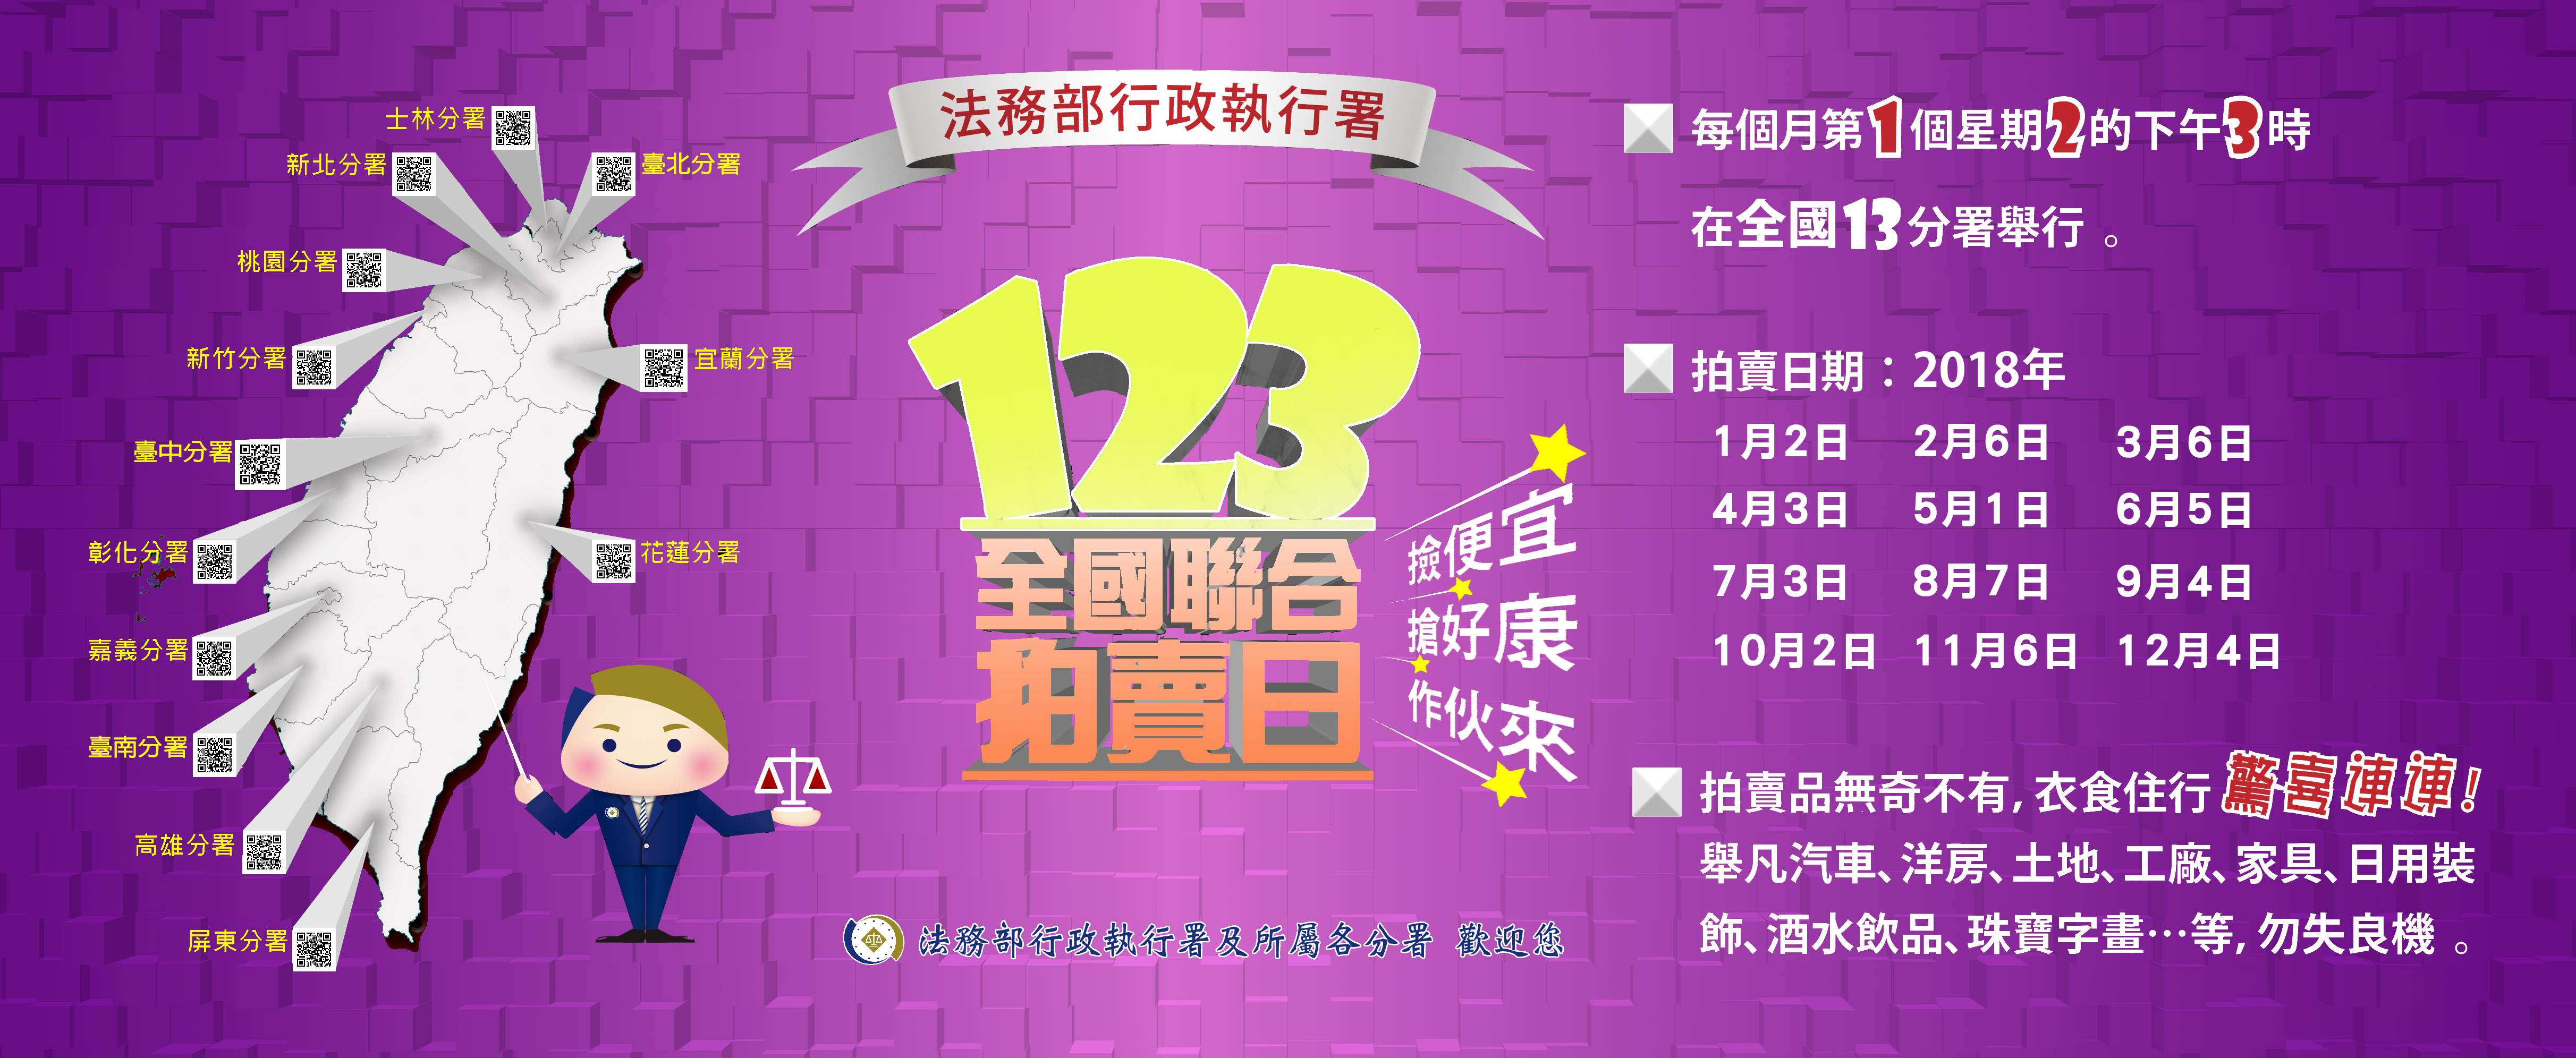 士林分署
新北分署
臺北分署
桃園分署
新竹分署
宜蘭分署
臺中分署
彰化分署
花蓮分署
嘉義分署
臺南分署
高雄分署
屏東分署
法務部行政執行署
123
全國聯合
拍賣日
撿便宜
搶好康
作伙來
法務部行政執行署及所屬各分署 歡迎您
每個月第1個星期2的下午3時
在全國13分署舉行。
拍賣日期：2018年
1月2日 2月6日 3月6日
4月3日 5月1日 6月5日
7月3日 8月7日 9月4日
10月2日 11月6日 12月4日
拍賣品無奇不有,衣食住行驚喜連連!
舉凡汽車、洋房、土地、工廠、家具、日用裝
飾、酒水飲品、珠寶字畫…等,勿失良機。